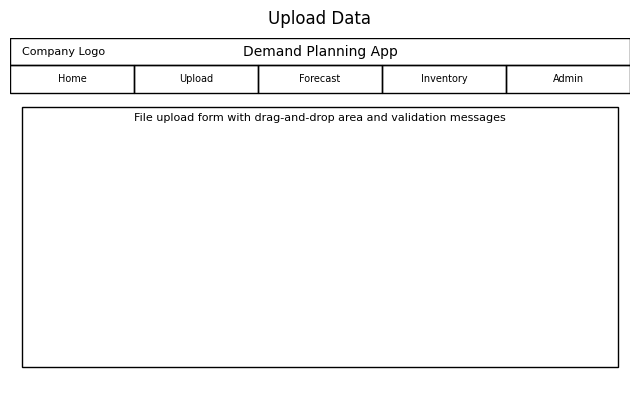 Upload Data
Company Logo Demand Planning App
Home Upload Forecast Inventory Admin
File upload form with drag-and-drop area and validation messages